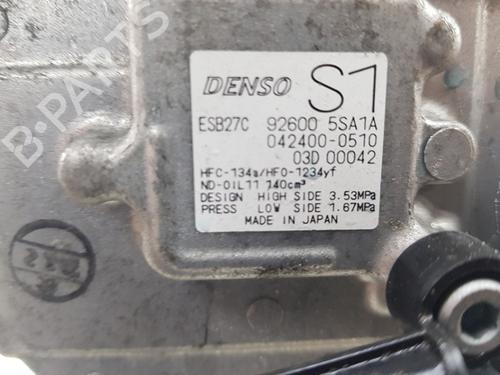 DENSO S1
ESB27C 92600 5SA1A
042400-0510
03D 00042
HFC-134a/HFO-1234yf
ND-OIL11 140cm³
DESIGN HIGH SIDE 3.53MPa
PRESS LOW SIDE 1.67MPa
MADE IN JAPAN